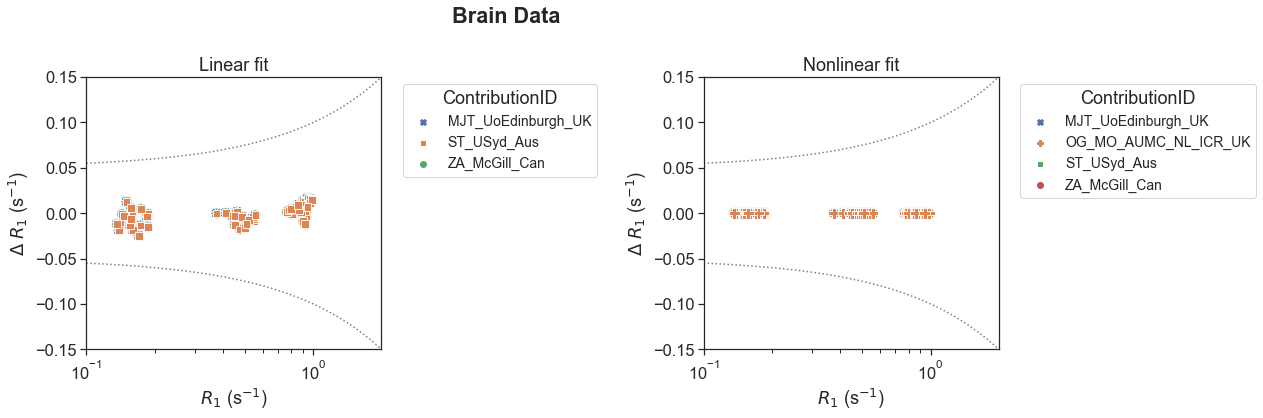 Brain Data
Linear fit
0.15
0.10
0.05
0.00
−0.05
−0.10
−0.15
10⁻¹
10⁰
Δ R₁ (s⁻¹)
R₁ (s⁻¹)
ContributionID
MJT_UoEdinburgh_UK
ST_USyd_Aus
ZA_McGill_Can
Nonlinear fit
0.15
0.10
0.05
0.00
−0.05
−0.10
−0.15
10⁻¹
10⁰
Δ R₁ (s⁻¹)
R₁ (s⁻¹)
ContributionID
MJT_UoEdinburgh_UK
OG_MO_AUMC_NL_ICR_UK
ST_USyd_Aus
ZA_McGill_Can